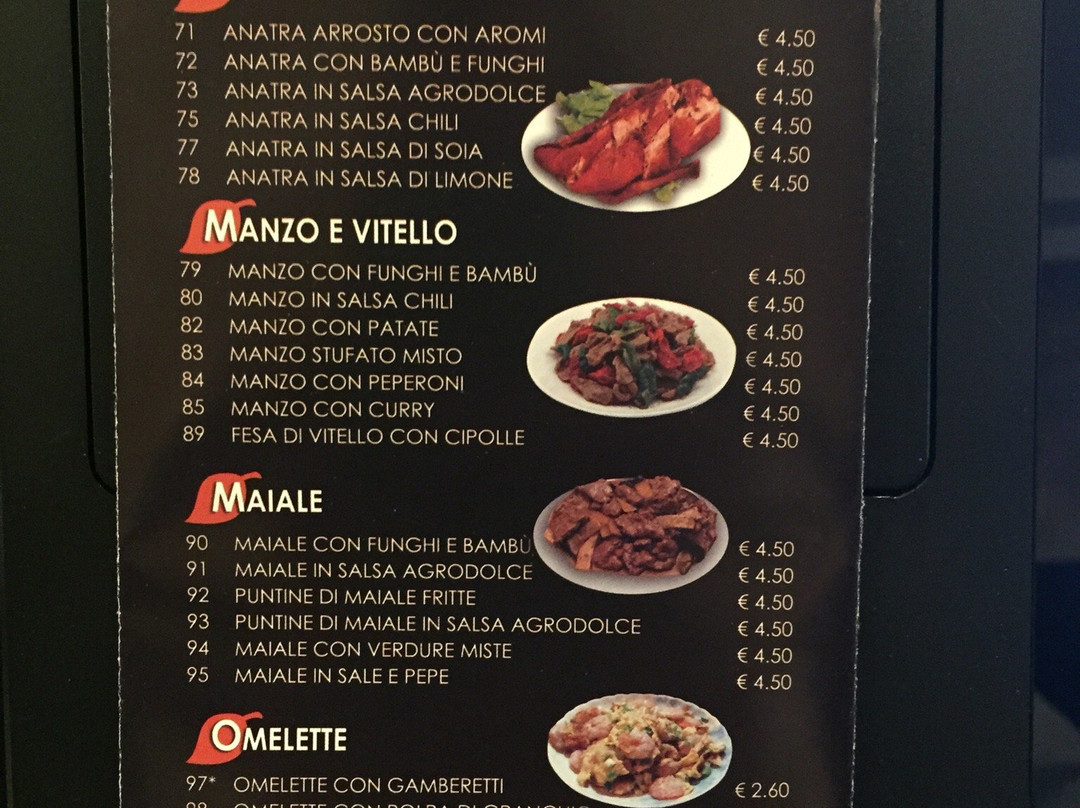 71 ANATRA ARROSTO CON AROMI € 4.50
72 ANATRA CON BAMBÙ E FUNGHI € 4.50
73 ANATRA IN SALSA AGRODOLCE € 4.50
75 ANATRA IN SALSA CHILI € 4.50
77 ANATRA IN SALSA DI SOIA € 4.50
78 ANATRA IN SALSA DI LIMONE € 4.50
MANZO E VITELLO
79 MANZO CON FUNGHI E BAMBÙ € 4.50
80 MANZO IN SALSA CHILI € 4.50
82 MANZO CON PATATE € 4.50
83 MANZO STUFATO MISTO € 4.50
84 MANZO CON PEPERONI € 4.50
85 MANZO CON CURRY € 4.50
89 FESA DI VITELLO CON CIPOLLE € 4.50
MAIALE
90 MAIALE CON FUNGHI E BAMBÙ € 4.50
91 MAIALE IN SALSA AGRODOLCE € 4.50
92 PUNTINE DI MAIALE FRITTE € 4.50
93 PUNTINE DI MAIALE IN SALSA AGRODOLCE € 4.50
94 MAIALE CON VERDURE MISTE € 4.50
95 MAIALE IN SALE E PEPE € 4.50
OMELETTE
97* OMELETTE CON GAMBERETTI € 2.60
98 OMELETTE CON POLPA DI GRANCHIO